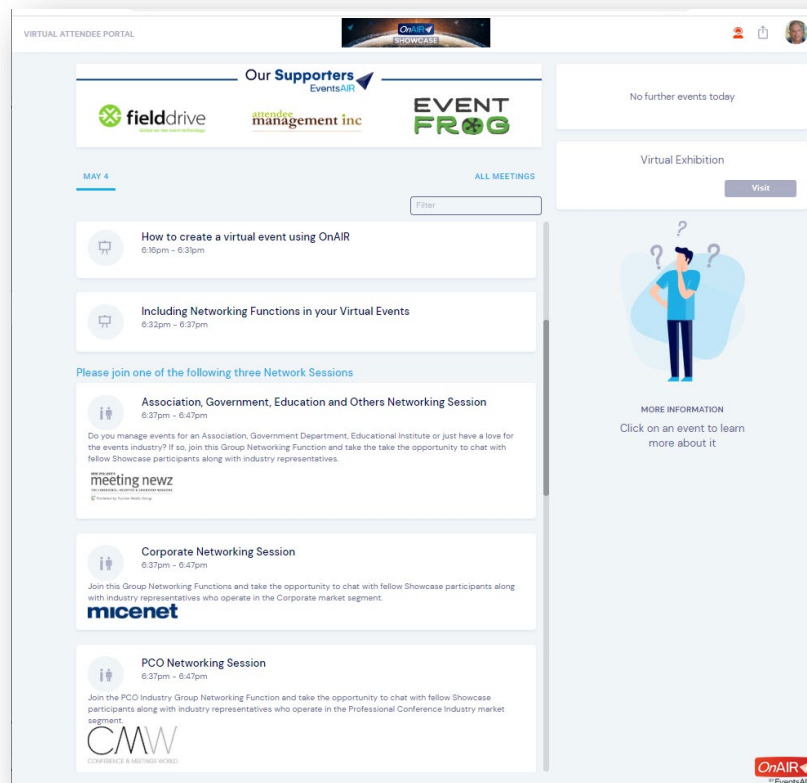 VIRTUAL ATTENDEE PORTAL
OnAIR
SHOWCASE
Our Supporters
EventsAIR
fielddrive
attendee
management inc
EVENT
FROG
MAY 4
ALL MEETINGS
Filter
How to create a virtual event using OnAIR
6:16pm - 6:31pm
Including Networking Functions in your Virtual Events
6:32pm - 6:37pm
Please join one of the following three Network Sessions
Association, Government, Education and Others Networking Session
6:37pm - 6:47pm
Do you manage events for an Association, Government Department, Educational Institute or just have a love for
the events industry? If so, join this Group Networking Function and take the take the opportunity to chat with
fellow Showcase participants along with industry representatives.
meeting newz
Corporate Networking Session
6:37pm - 6:47pm
Join this Group Networking Functions and take the opportunity to chat with fellow Showcase participants along
with industry representatives who operate in the Corporate market segment.
micenet
PCO Networking Session
6:37pm - 6:47pm
Join the PCO Industry Group Networking Function and take the opportunity to chat with fellow Showcase
participants along with industry representatives who operate in the Professional Conference Industry market
segment.
CMW
CONFERENCE & MEETINGS WORLD
No further events today
Virtual Exhibition
Visit
? ? ?
MORE INFORMATION
Click on an event to learn
more about it
OnAIR
by EventsAIR